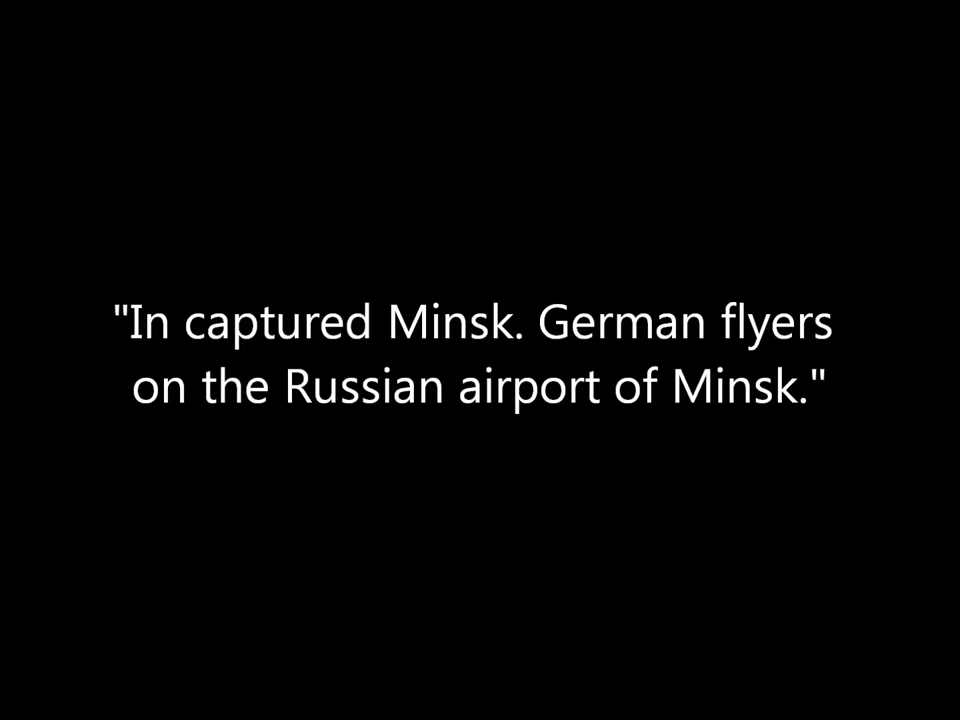 "In captured Minsk. German flyers
on the Russian airport of Minsk."